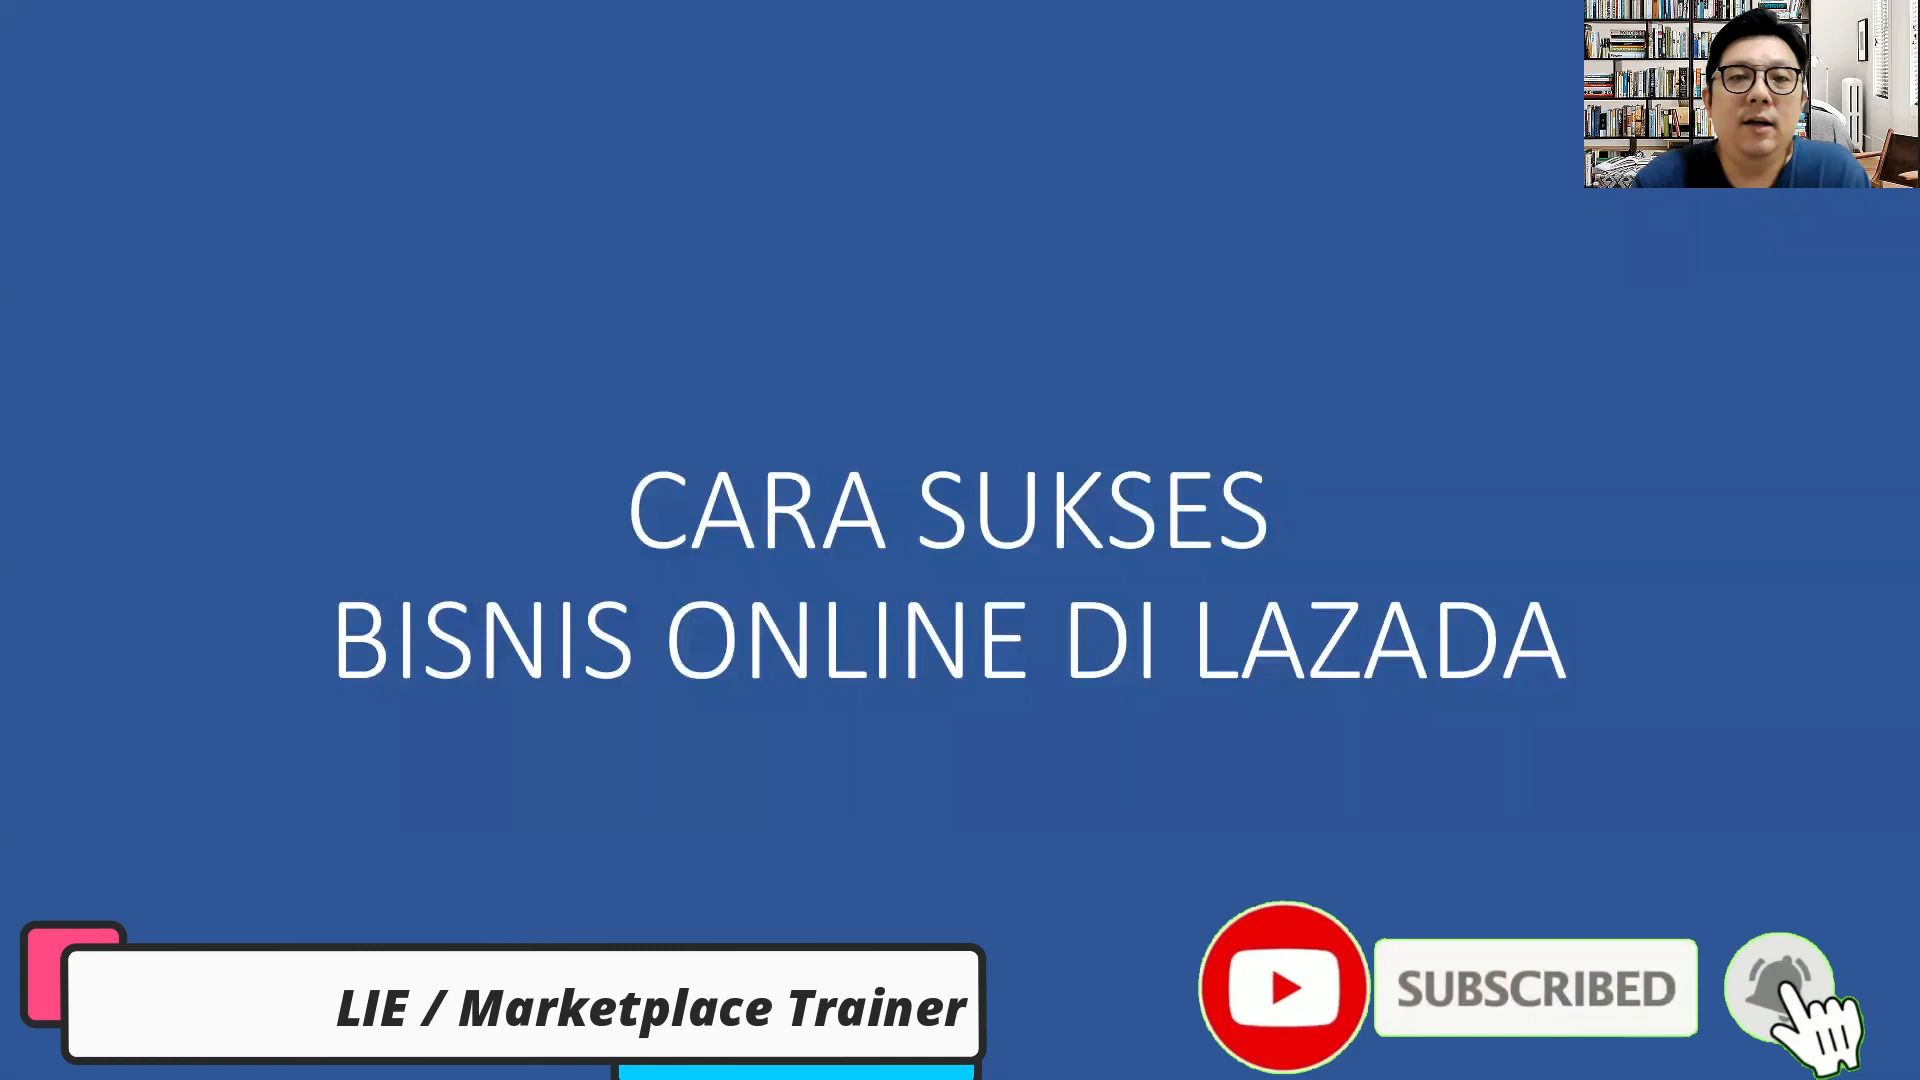 CARA SUKSES
BISNIS ONLINE DI LAZADA
LIE / Marketplace Trainer
SUBSCRIBED